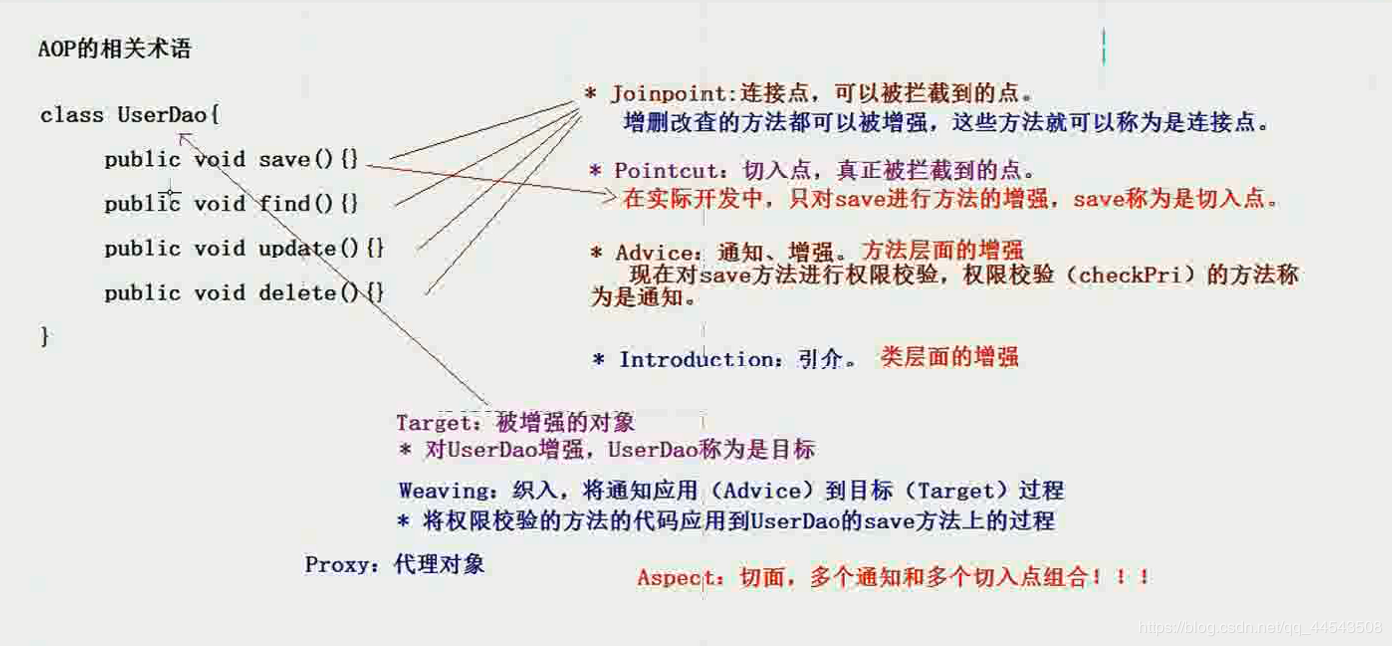 AOP的相关术语
class UserDao{
public void save(){}
public void find(){}
public void update(){}
public void delete(){}
}
* Joinpoint:连接点，可以被拦截到的点。
增删改查的方法都可以被增强，这些方法就可以称为是连接点。
* Pointcut：切入点，真正被拦截到的点。
在实际开发中，只对save进行方法的增强，save称为是切入点。
* Advice：通知、增强。 方法层面的增强
现在对save方法进行权限校验，权限校验（checkPri）的方法称
为是通知。
* Introduction：引介。 类层面的增强
Target：被增强的对象
* 对UserDao增强，UserDao称为是目标
Weaving：织入，将通知应用（Advice）到目标（Target）过程
* 将权限校验的方法的代码应用到UserDao的save方法上的过程
Proxy：代理对象
Aspect：切面，多个通知和多个切入点组合！！！
https://blog.csdn.net/qq_44543508